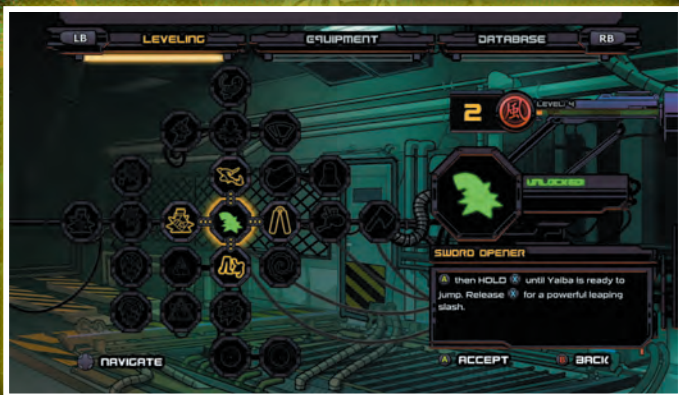 LB LEVELING EQUIPMENT DATABASE RB
2 風 LEVEL 4
UNLOCKED!
SWORD OPENER
A then HOLD X until Yaiba is ready to
jump. Release X for a powerful leaping
slash.
NAVIGATE
A ACCEPT B BACK